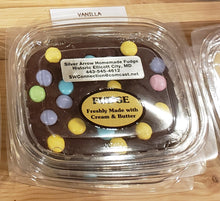 VANILLA
Silver Arrow Homemade Fudge
Historic Ellicott City, MD
443-545-4612
SWConnection@comcast.net
FUDGE
Freshly Made with
Cream & Butter